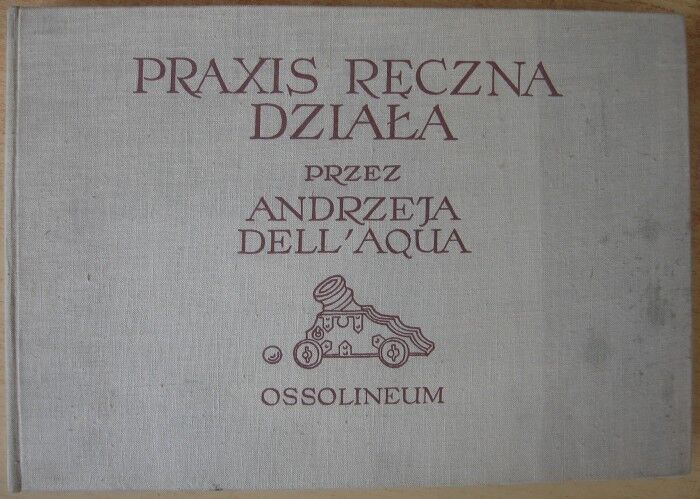 PRAXIS RĘCZNA
DZIAŁA
PRZEZ
ANDRZEJA
DELL'AQUA
OSSOLINEUM